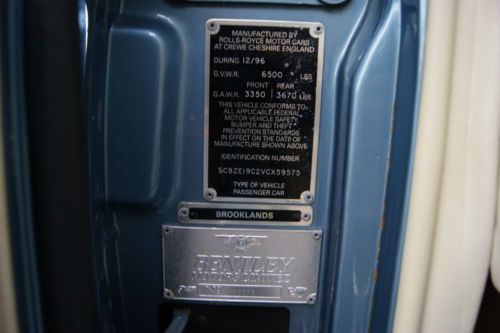 MANUFACTURED BY
ROLLS-ROYCE MOTOR CARS
AT CREWE CHESHIRE ENGLAND
DURING 12/96
G.V.W.R. 6500 LBS
FRONT REAR
G.A.W.R. 3350 3670 LBS
THIS VEHICLE CONFORMS TO
ALL APPLICABLE FEDERAL
MOTOR VEHICLE SAFETY
BUMPER AND THEFT
PREVENTION STANDARDS
IN EFFECT ON THE DATE OF
MANUFACTURE SHOWN ABOVE
IDENTIFICATION NUMBER
SCBZE19C2VCX59575
TYPE OF VEHICLE
PASSENGER CAR
BROOKLANDS
B
BENTLEY
MOTORS LIMITED